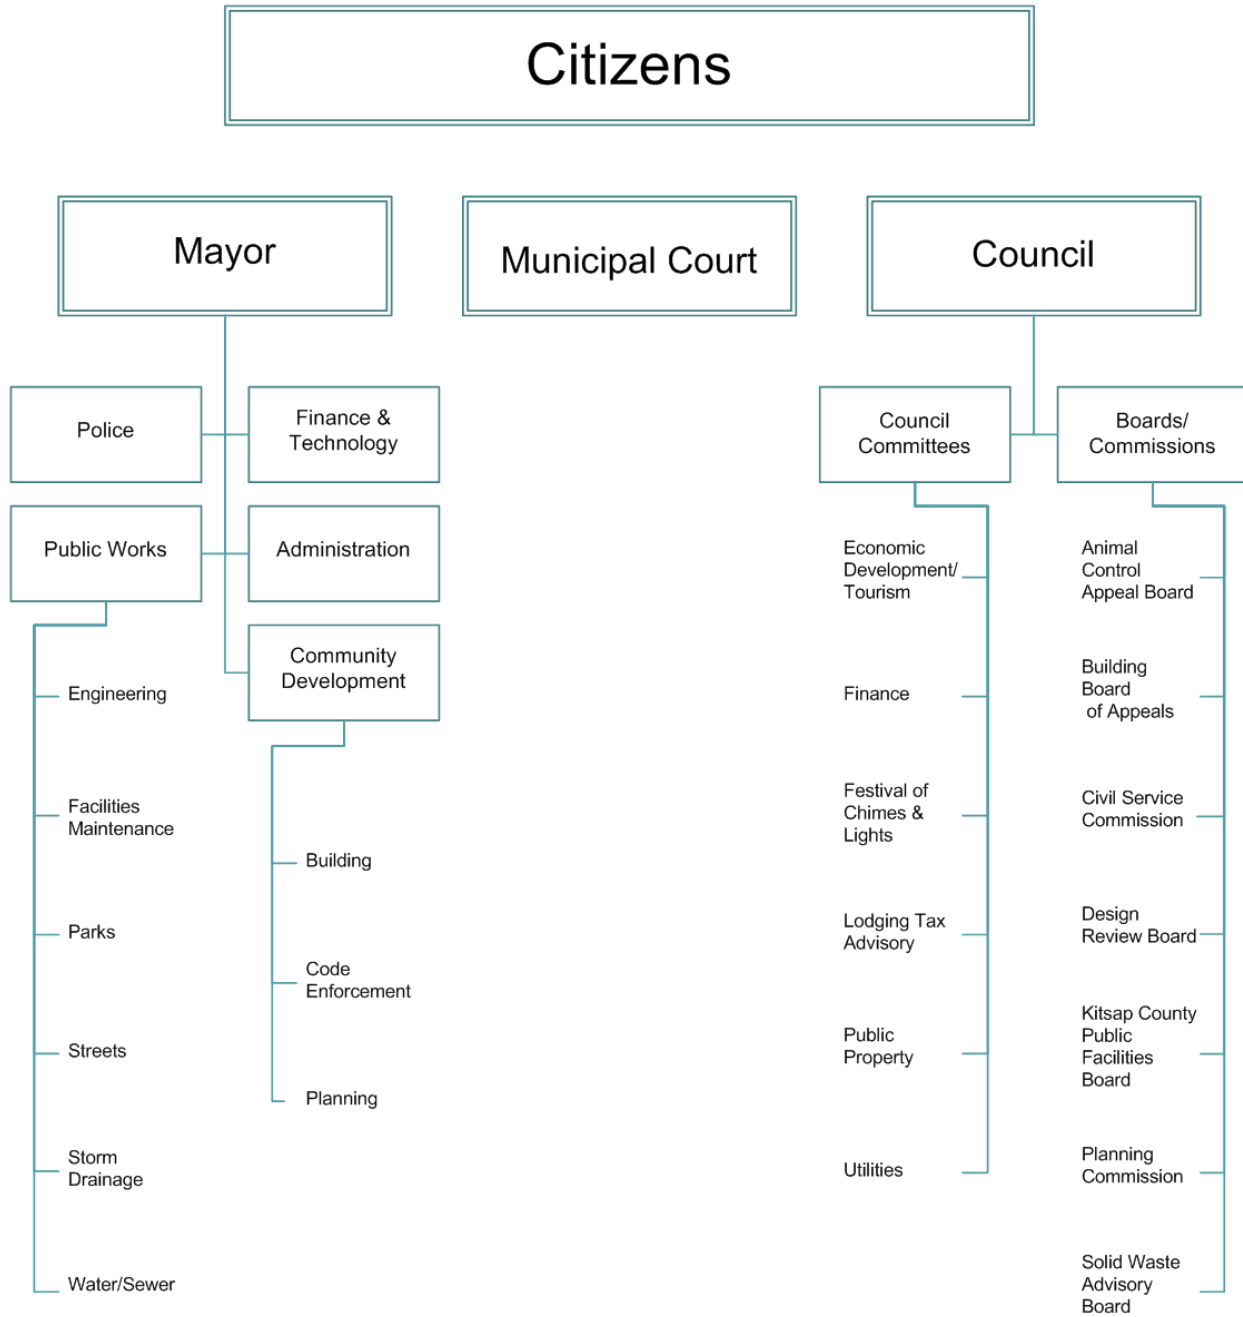 Citizens
Mayor
Municipal Court
Council
Police
Finance &
Technology
Public Works
Administration
Community
Development
Engineering
Facilities
Maintenance
Parks
Streets
Storm
Drainage
Water/Sewer
Building
Code
Enforcement
Planning
Council
Committees
Economic
Development/
Tourism
Finance
Festival of
Chimes &
Lights
Lodging Tax
Advisory
Public
Property
Utilities
Boards/
Commissions
Animal
Control
Appeal Board
Building
Board
of Appeals
Civil Service
Commission
Design
Review Board
Kitsap County
Public
Facilities
Board
Planning
Commission
Solid Waste
Advisory
Board